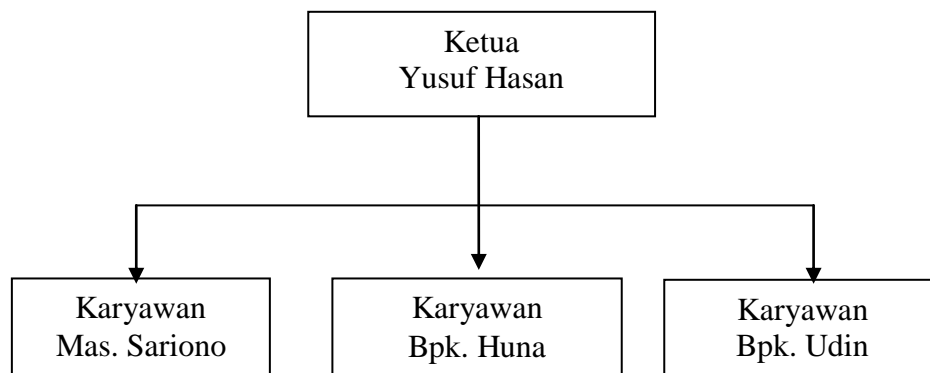 Ketua
Yusuf Hasan
Karyawan
Mas. Sariono
Karyawan
Bpk. Huna
Karyawan
Bpk. Udin